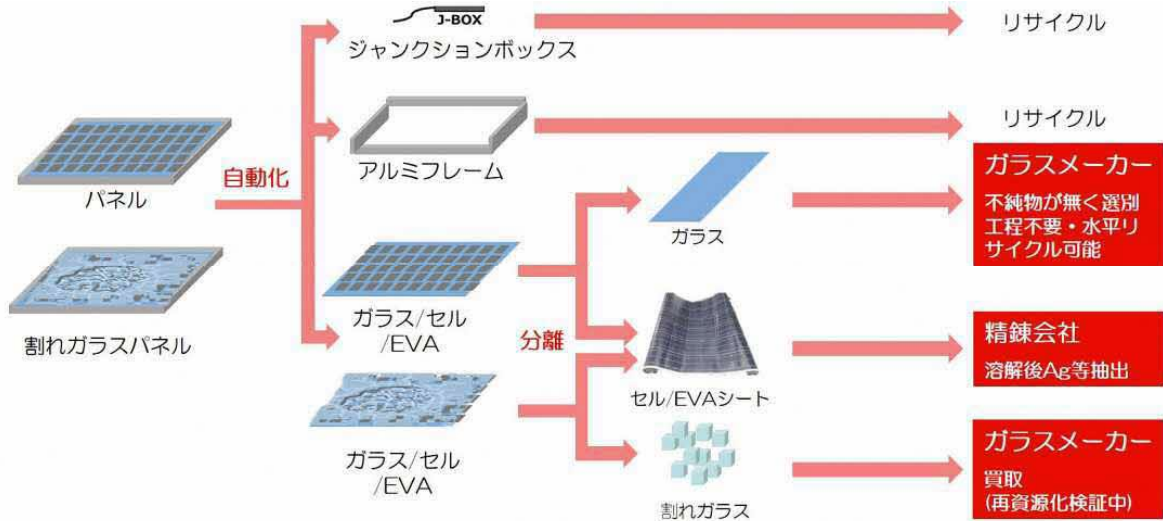 J-BOX
ジャンクションボックス
リサイクル
アルミフレーム
リサイクル
パネル
自動化
割れガラスパネル
ガラス/セル
/EVA
ガラス/セル
/EVA
分離
ガラス
セル/EVAシート
割れガラス
ガラスメーカー
不純物が無く選別
工程不要・水平リ
サイクル可能
精錬会社
溶解後Ag等抽出
ガラスメーカー
買取
(再資源化検証中)